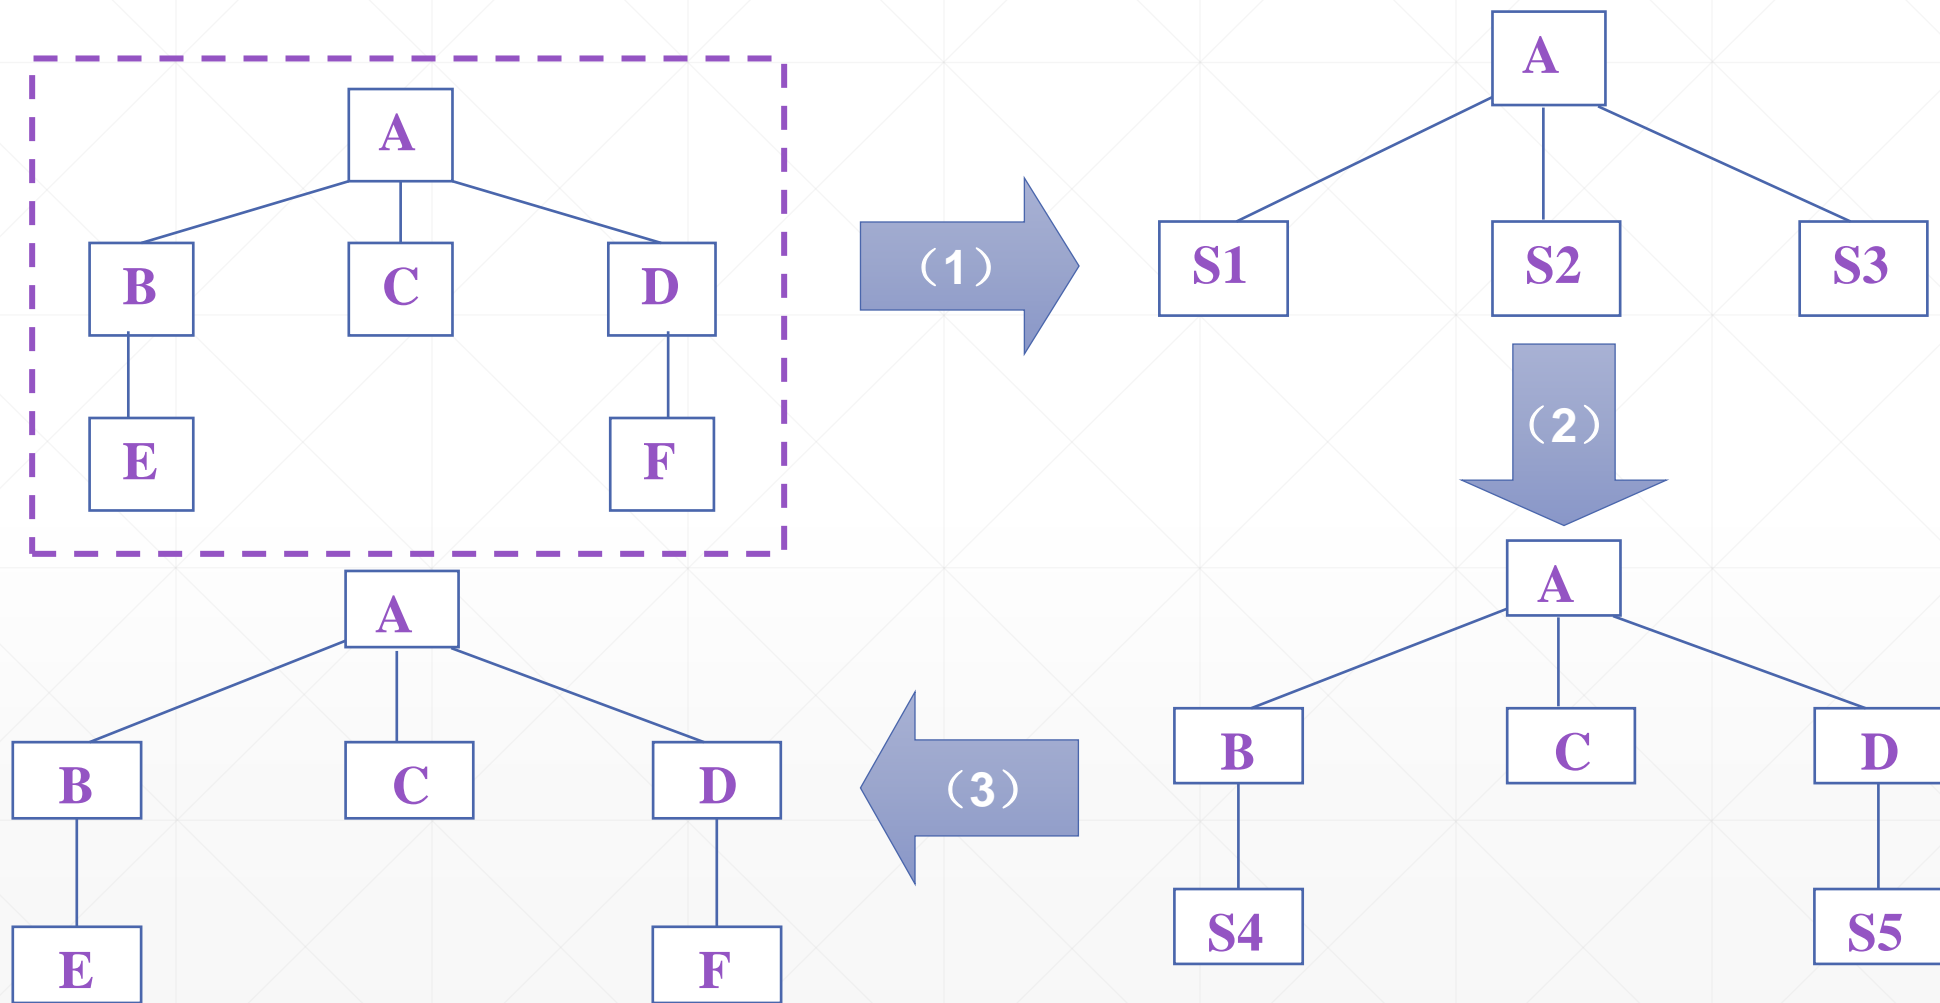 A
B C D
E F
（1）
A
S1 S2 S3
（2）
A
B C D
S4 S5
（3）
A
B C D
E F